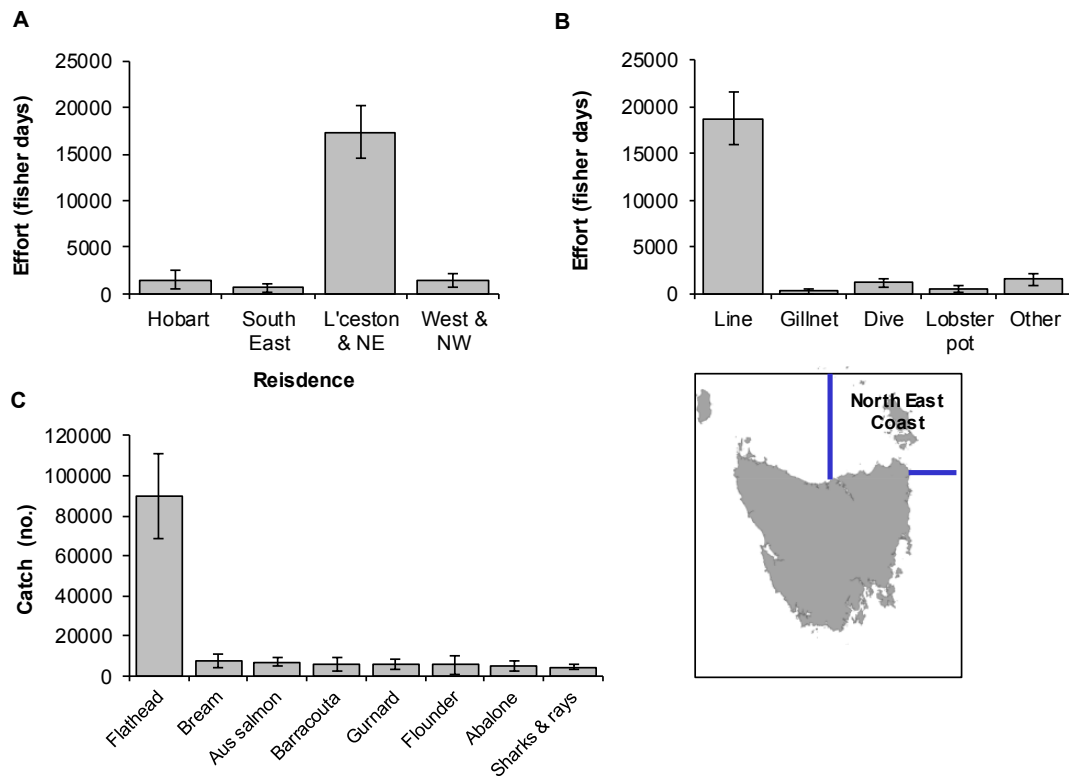 A
Effort (fisher days)
25000
20000
15000
10000
5000
0
Hobart
South
East
L'ceston
& NE
West &
NW
Reisdence
B
Effort (fisher days)
25000
20000
15000
10000
5000
0
Line
Gillnet
Dive
Lobster
pot
Other
C
Catch (no.)
120000
100000
80000
60000
40000
20000
0
Flathead
Bream
Aus salmon
Barracouta
Gurnard
Flounder
Abalone
Sharks & rays
North East
Coast